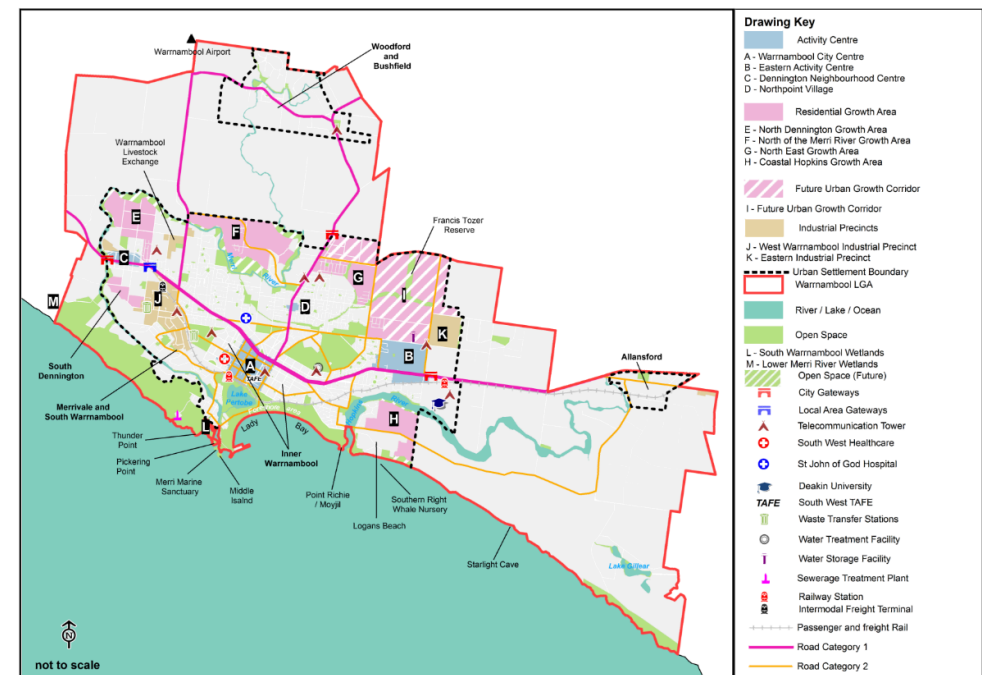 Warrnambool Airport
Woodford
and
Bushfield
Warrnambool
Livestock
Exchange
Francis Tozer
Reserve
E
F
G
I
C
J
D
K
M
B
A
TAFE
H
L
Merri
River
Hopkins
River
Lake
Pertobe
Lady
Bay
Allansford
South
Dennington
Merrivale and
South Warrnambool
Thunder
Point
Pickering
Point
Merri Marine
Sanctuary
Middle
Isalnd
Inner
Warrnambool
Point Richie
/ Moyjil
Logans Beach
Southern Right
Whale Nursery
Starlight Cave
Lake Gillear
N
not to scale
Drawing Key
Activity Centre
A - Warrnambool City Centre
B - Eastern Activity Centre
C - Dennington Neighbourhood Centre
D - Northpoint Village
Residential Growth Area
E - North Dennington Growth Area
F - North of the Merri River Growth Area
G - North East Growth Area
H - Coastal Hopkins Growth Area
Future Urban Growth Corridor
I - Future Urban Growth Corridor
Industrial Precincts
J - West Warrnambool Industrial Precinct
K - Eastern Industrial Precinct
Urban Settlement Boundary
Warrnambool LGA
River / Lake / Ocean
Open Space
L - South Warrnambool Wetlands
M - Lower Merri River Wetlands
Open Space (Future)
City Gateways
Local Area Gateways
Telecommunication Tower
South West Healthcare
St John of God Hospital
Deakin University
TAFE South West TAFE
Waste Transfer Stations
Water Treatment Facility
Water Storage Facility
Sewerage Treatment Plant
Railway Station
Intermodal Freight Terminal
Passenger and freight Rail
Road Category 1
Road Category 2